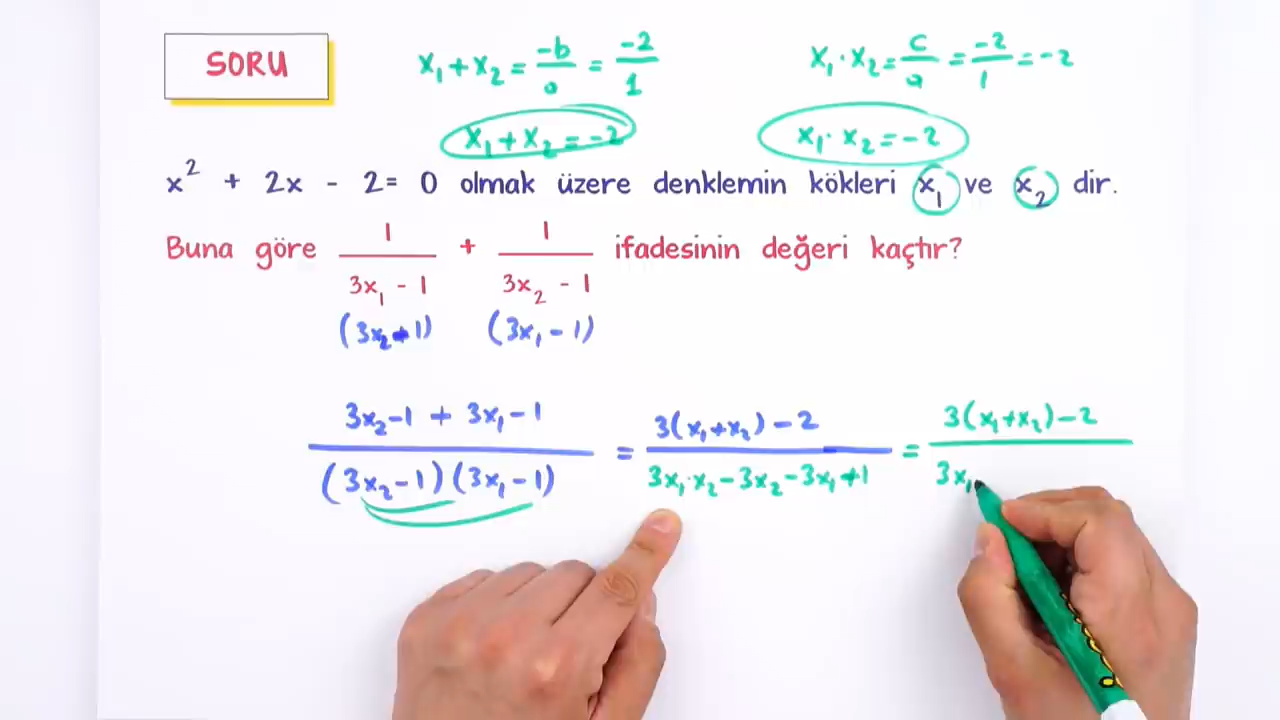 SORU
x₁ + x₂ = -b/a = -2/1
x₁ · x₂ = c/a = -2/1 = -2
x₁ + x₂ = -2
x₁ · x₂ = -2
x² + 2x - 2 = 0 olmak üzere denklemin kökleri x₁ ve x₂ dir.
Buna göre 1/(3x₁ - 1) + 1/(3x₂ - 1) ifadesinin değeri kaçtır?
(3x₂ - 1) (3x₁ - 1)
(3x₂ - 1 + 3x₁ - 1)/((3x₂ - 1)(3x₁ - 1)) = (3(x₁ + x₂) - 2)/(3x₁ · x₂ - 3x₂ - 3x₁ + 1) = (3(x₁ + x₂) - 2)/(3x₁